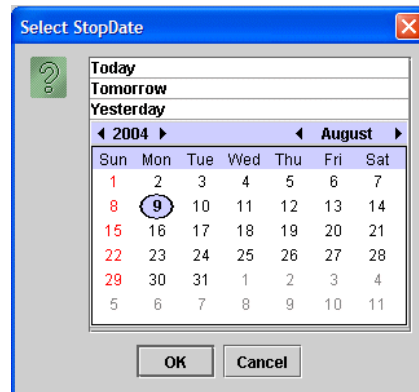 Select StopDate
Today
Tomorrow
Yesterday
2004 August
Sun Mon Tue Wed Thu Fri Sat
1 2 3 4 5 6 7
8 9 10 11 12 13 14
15 16 17 18 19 20 21
22 23 24 25 26 27 28
29 30 31 1 2 3 4
5 6 7 8 9 10 11
OK Cancel